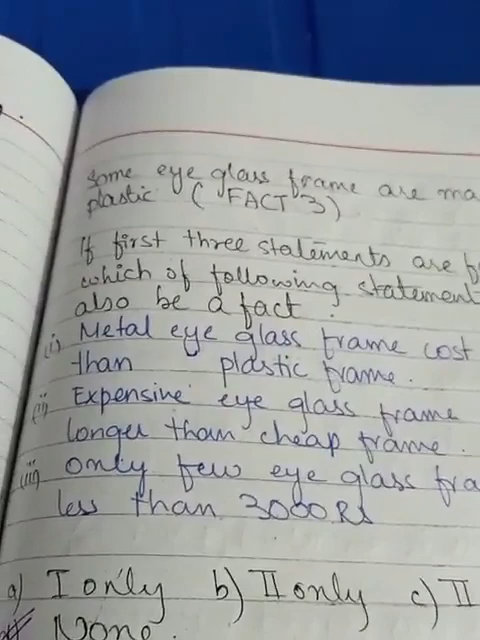 Some eye glass frame are ma
plastic ( FACT 3)
If first three statements are f
which of following statement
also be a fact.
(i) Metal eye glass frame cost
than plastic frame.
(ii) Expensive eye glass frame
longer than cheap frame.
(iii) only few eye glass fra
less than 3000 Rs
a) I only b) II only c) II
None.